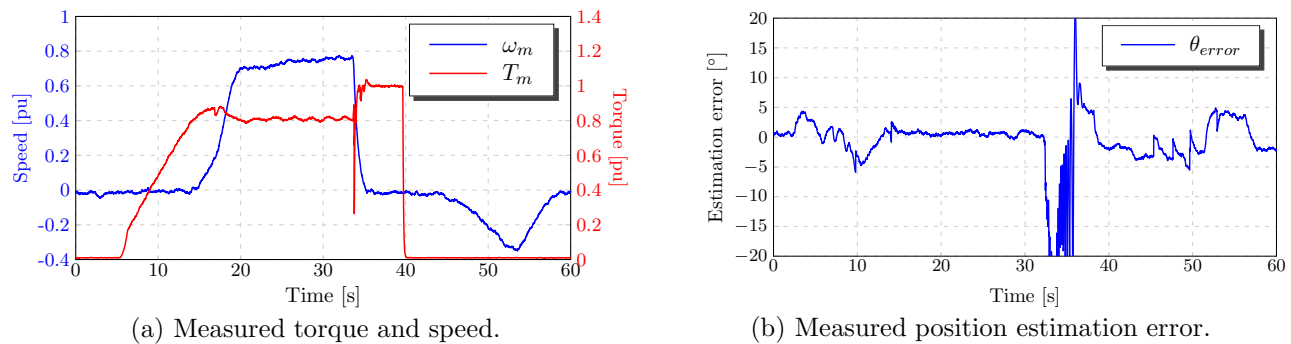 1
0.8
0.6
0.4
0.2
0
−0.2
−0.4
Speed [pu]
1.4
1.2
1
0.8
0.6
0.4
0.2
0
Torque [pu]
ω_m
T_m
0 10 20 30 40 50 60
Time [s]
(a) Measured torque and speed.
20
15
10
5
0
−5
−10
−15
−20
Estimation error [°]
θ_error
0 10 20 30 40 50 60
Time [s]
(b) Measured position estimation error.